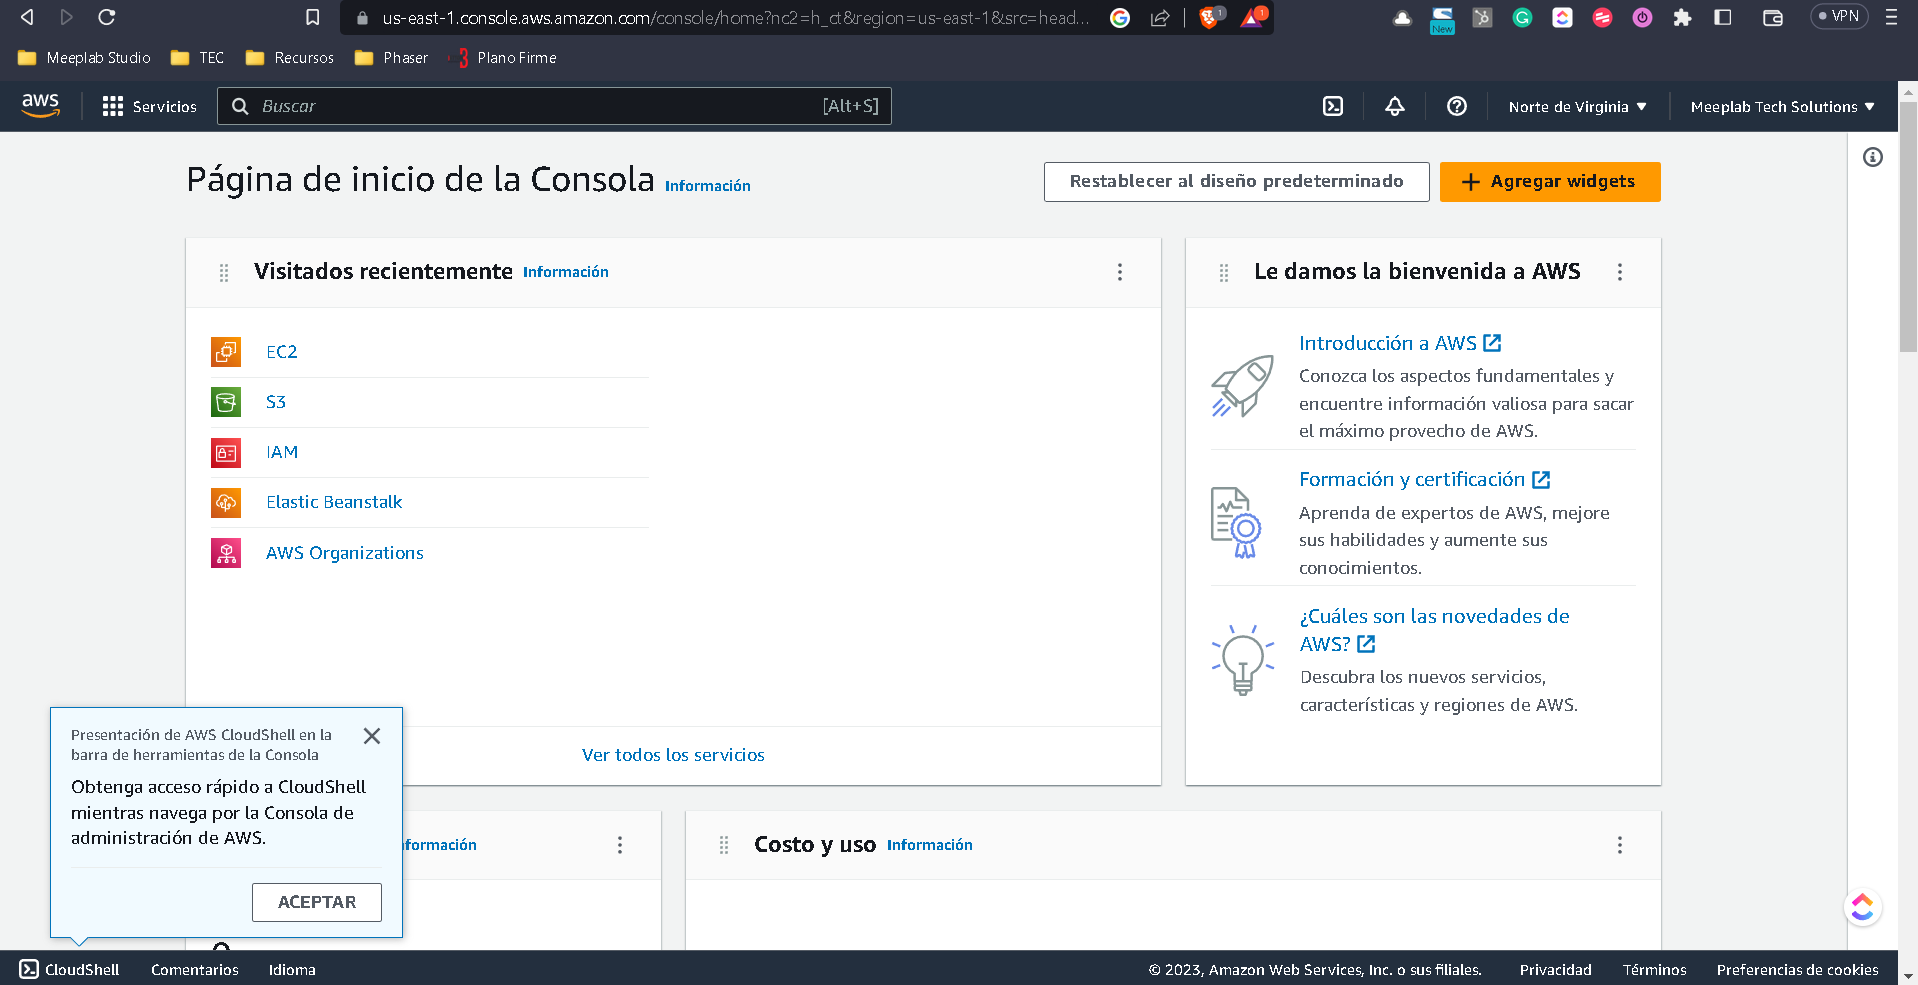 us-east-1.console.aws.amazon.com/console/home?nc2=h_ct&region=us-east-1&src=head...
1
1
New
VPN
Meeplab Studio
TEC
Recursos
Phaser
3 Plano Firme
aws
Servicios
Buscar
[Alt+S]
Norte de Virginia
Meeplab Tech Solutions
Página de inicio de la Consola
Información
Restablecer al diseño predeterminado
Agregar widgets
Visitados recientemente
Información
EC2
S3
IAM
Elastic Beanstalk
AWS Organizations
Ver todos los servicios
Le damos la bienvenida a AWS
Introducción a AWS
Conozca los aspectos fundamentales y
encuentre información valiosa para sacar
el máximo provecho de AWS.
Formación y certificación
Aprenda de expertos de AWS, mejore
sus habilidades y aumente sus
conocimientos.
¿Cuáles son las novedades de
AWS?
Descubra los nuevos servicios,
características y regiones de AWS.
Presentación de AWS CloudShell en la
barra de herramientas de la Consola
Obtenga acceso rápido a CloudShell
mientras navega por la Consola de
administración de AWS.
ACEPTAR
nformación
Costo y uso
Información
CloudShell
Comentarios
Idioma
© 2023, Amazon Web Services, Inc. o sus filiales.
Privacidad
Términos
Preferencias de cookies